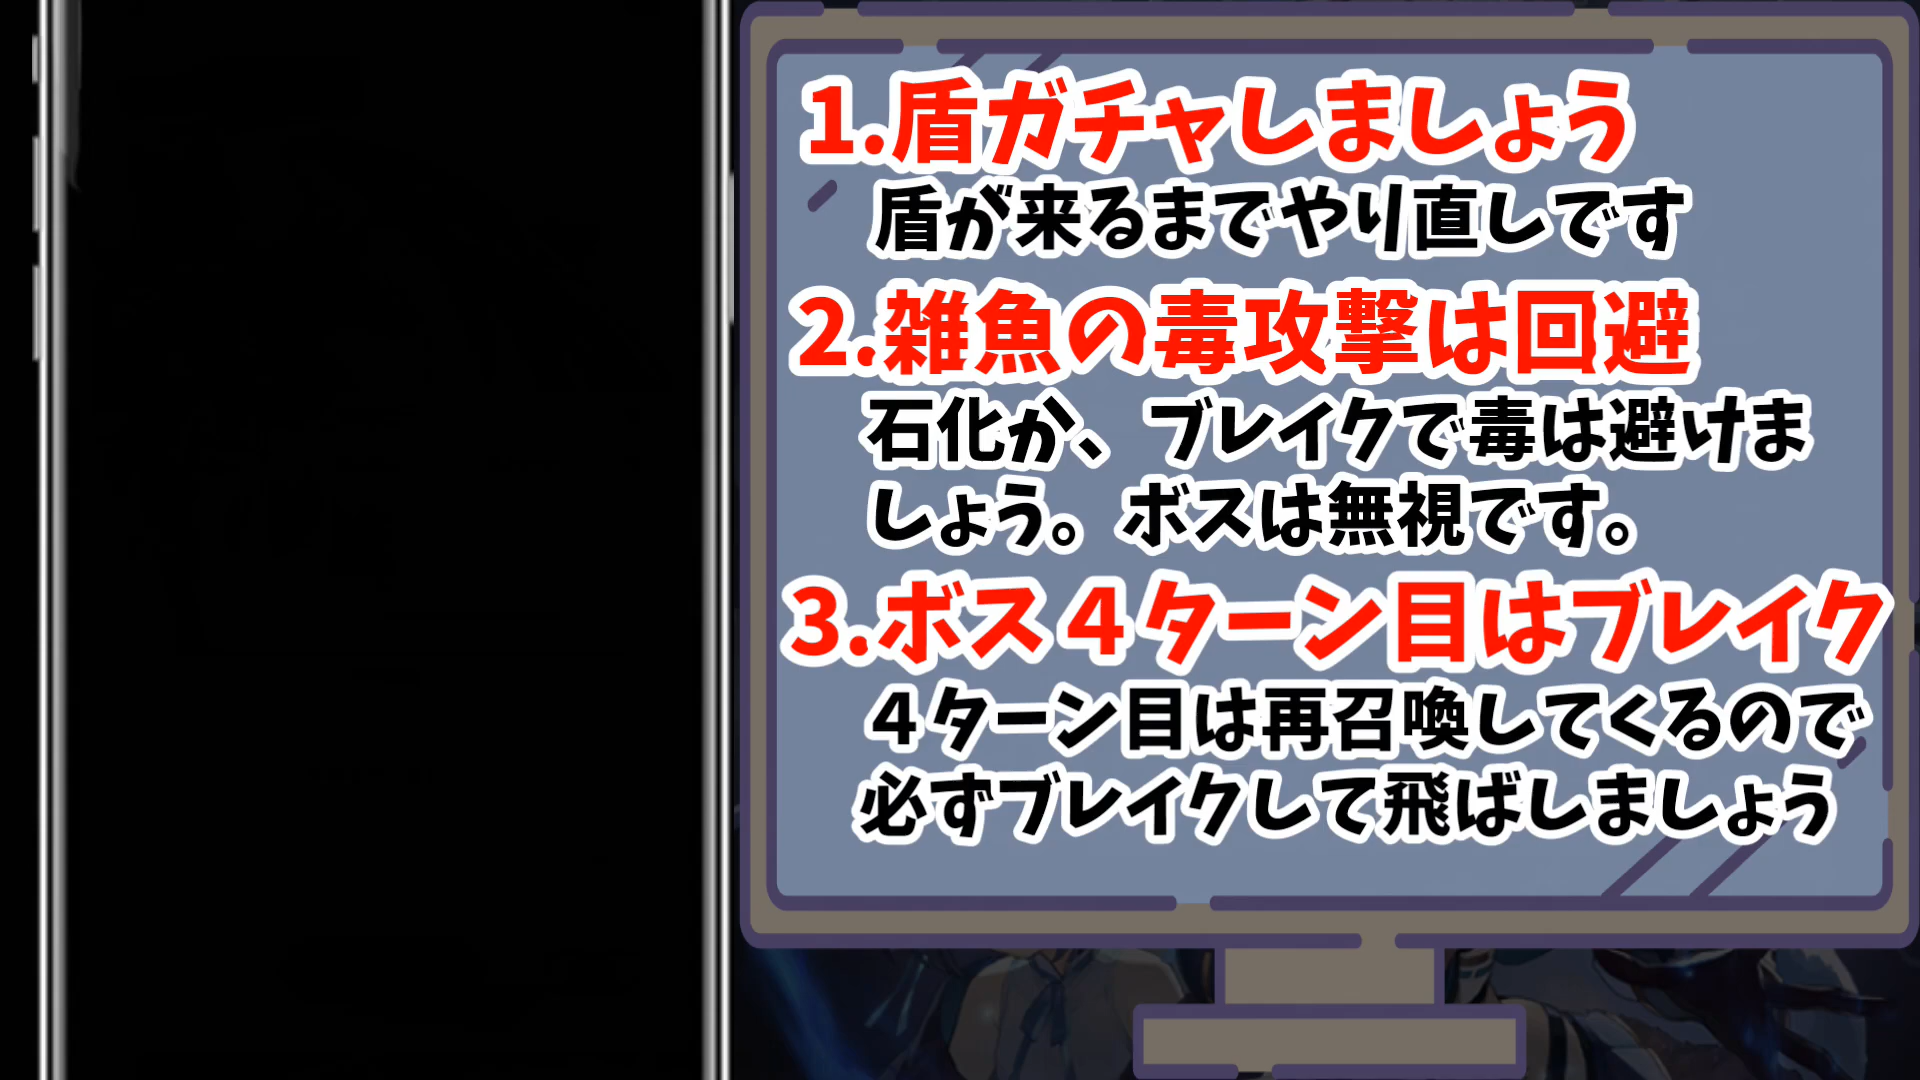 1.盾ガチャしましょう
盾が来るまでやり直しです
2.雑魚の毒攻撃は回避
石化か、ブレイクで毒は避けま
しょう。ボスは無視です。
3.ボス４ターン目はブレイク
４ターン目は再召喚してくるので
必ずブレイクして飛ばしましょう